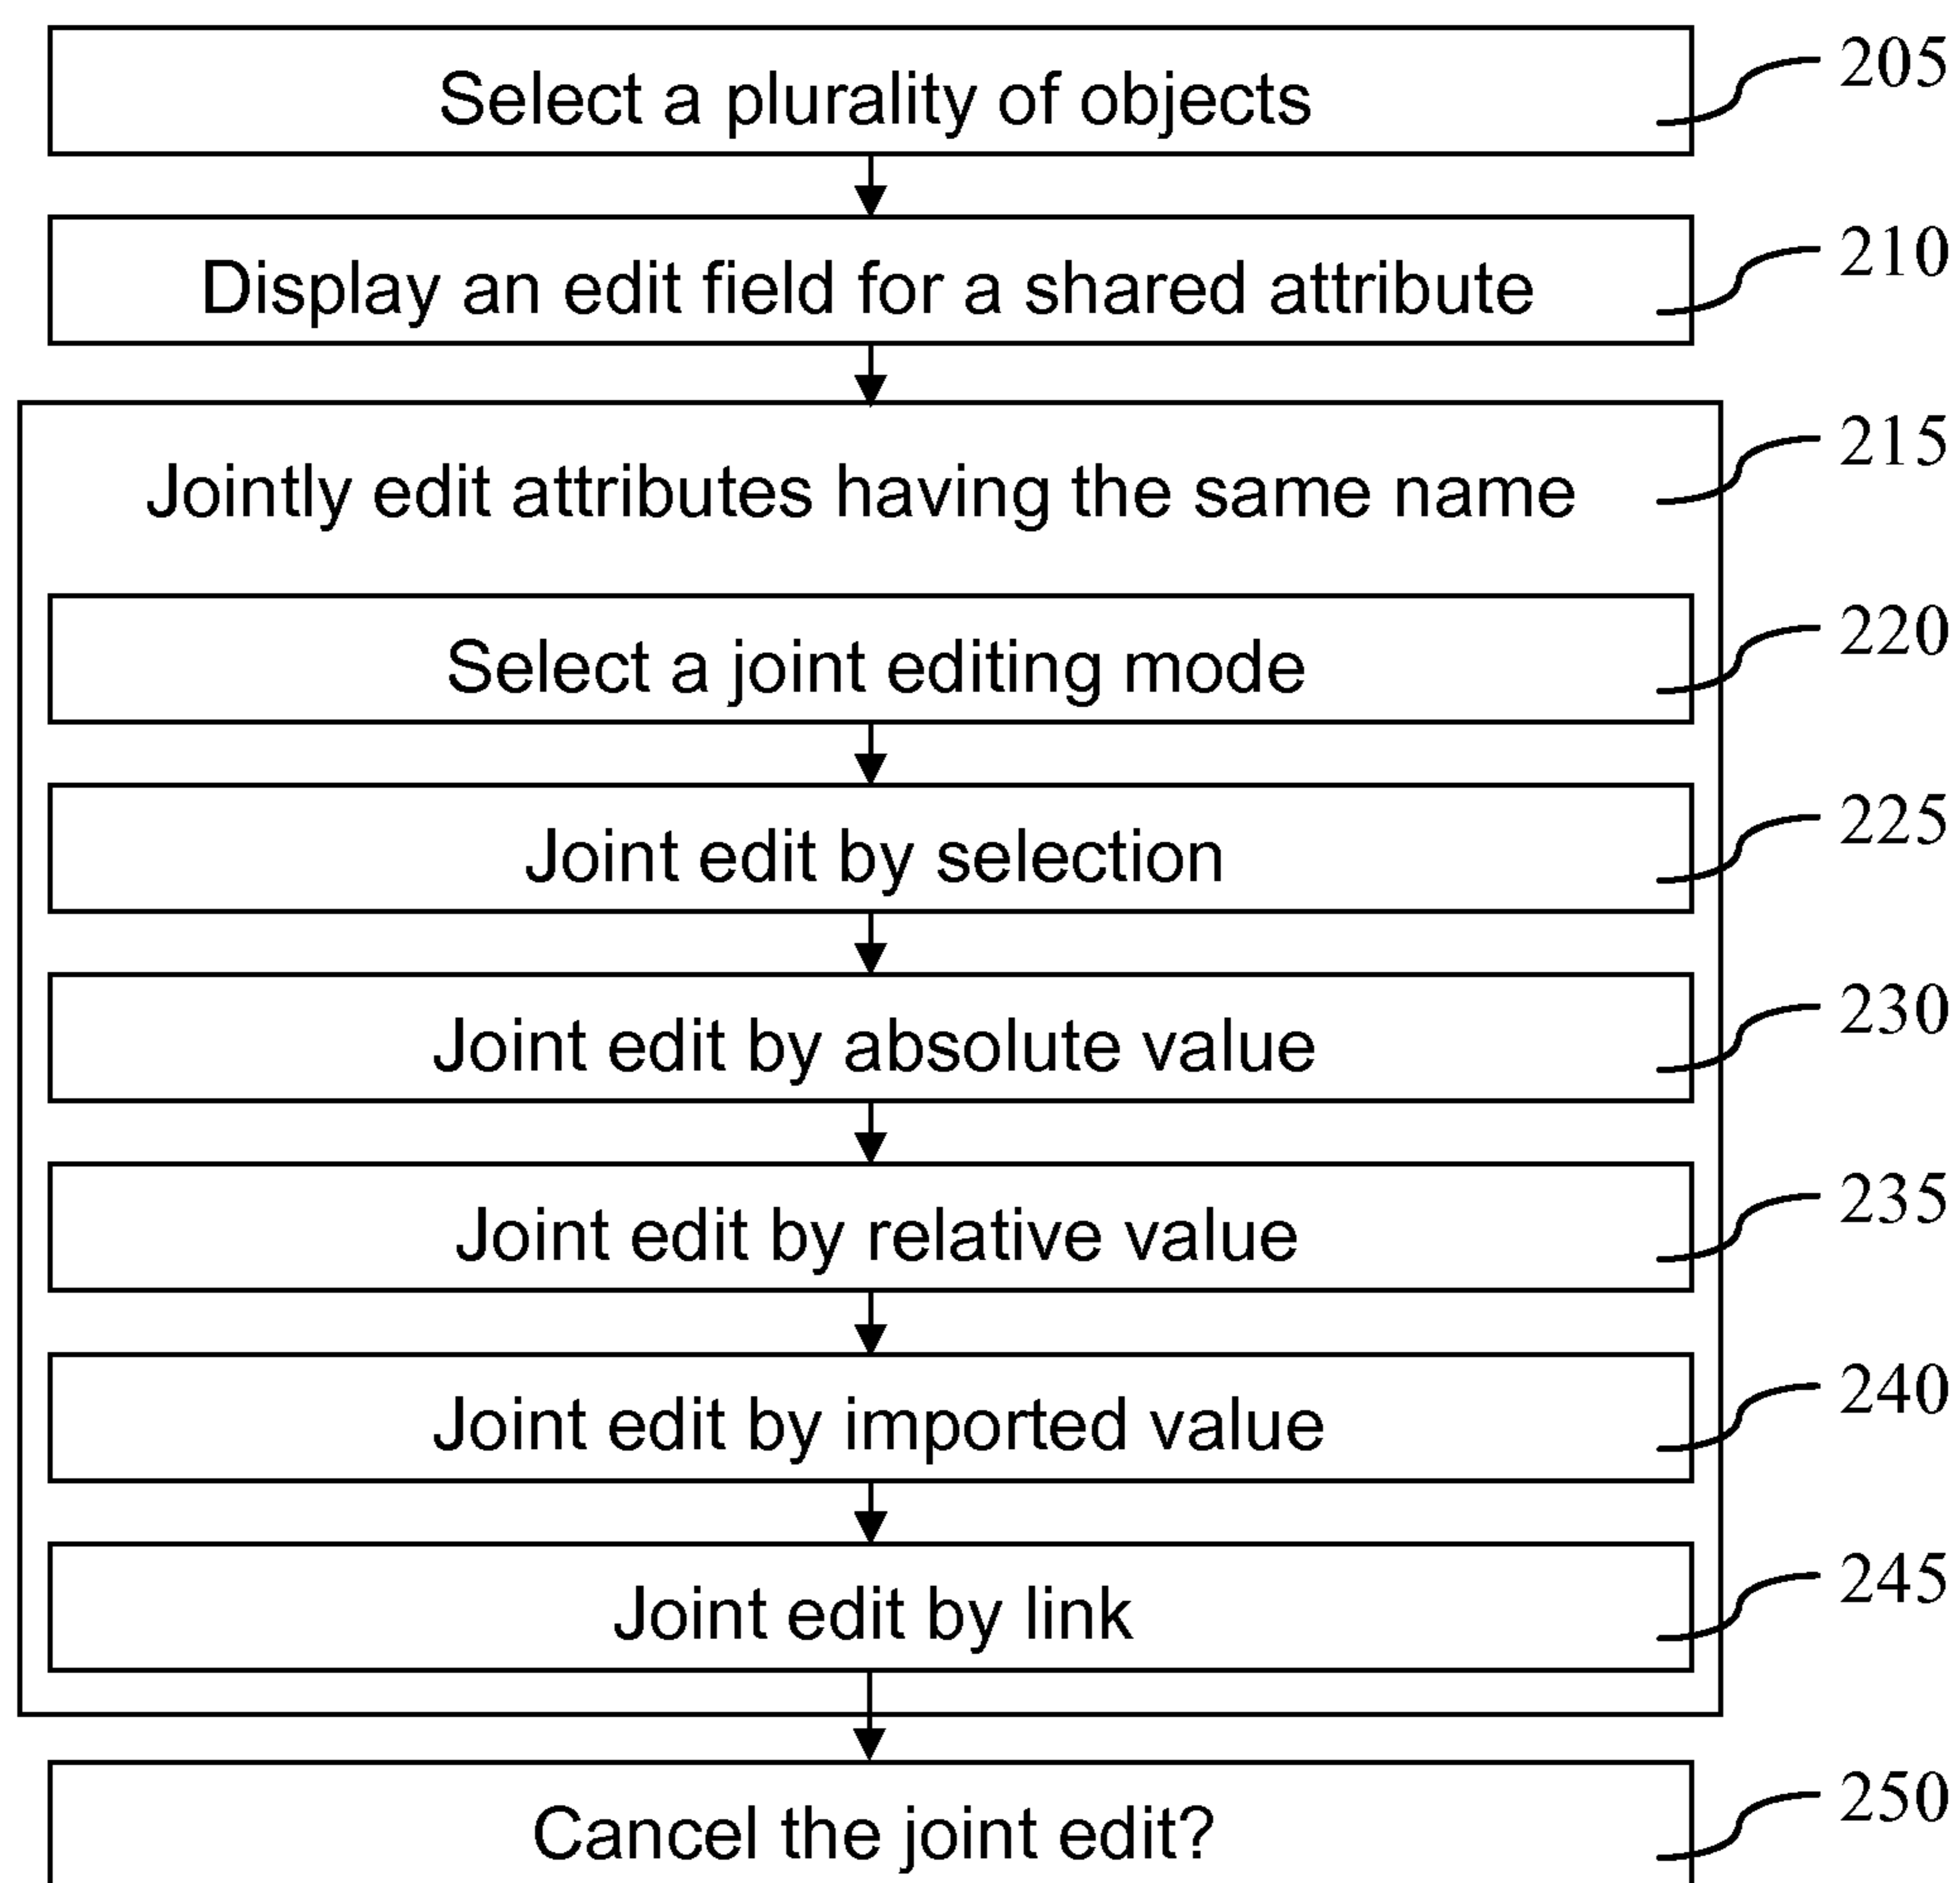 Select a plurality of objects 205
Display an edit field for a shared attribute 210
Jointly edit attributes having the same name 215
Select a joint editing mode 220
Joint edit by selection 225
Joint edit by absolute value 230
Joint edit by relative value 235
Joint edit by imported value 240
Joint edit by link 245
Cancel the joint edit? 250